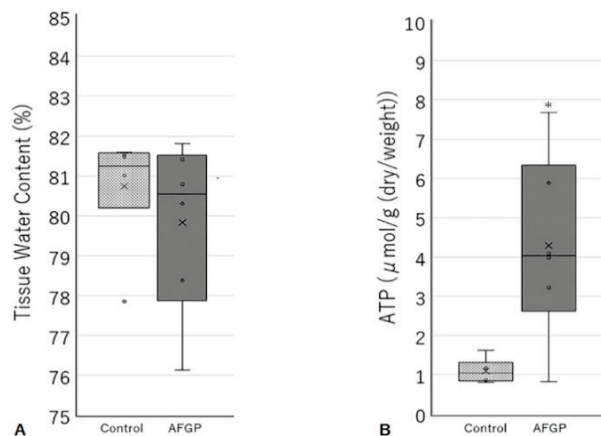 Tissue Water Content (%)
85
84
83
82
81
80
79
78
77
76
75
A
Control
AFGP
ATP (μmol/g (dry/weight))
10
9
8
7
6
5
4
3
2
1
0
*
B
Control
AFGP